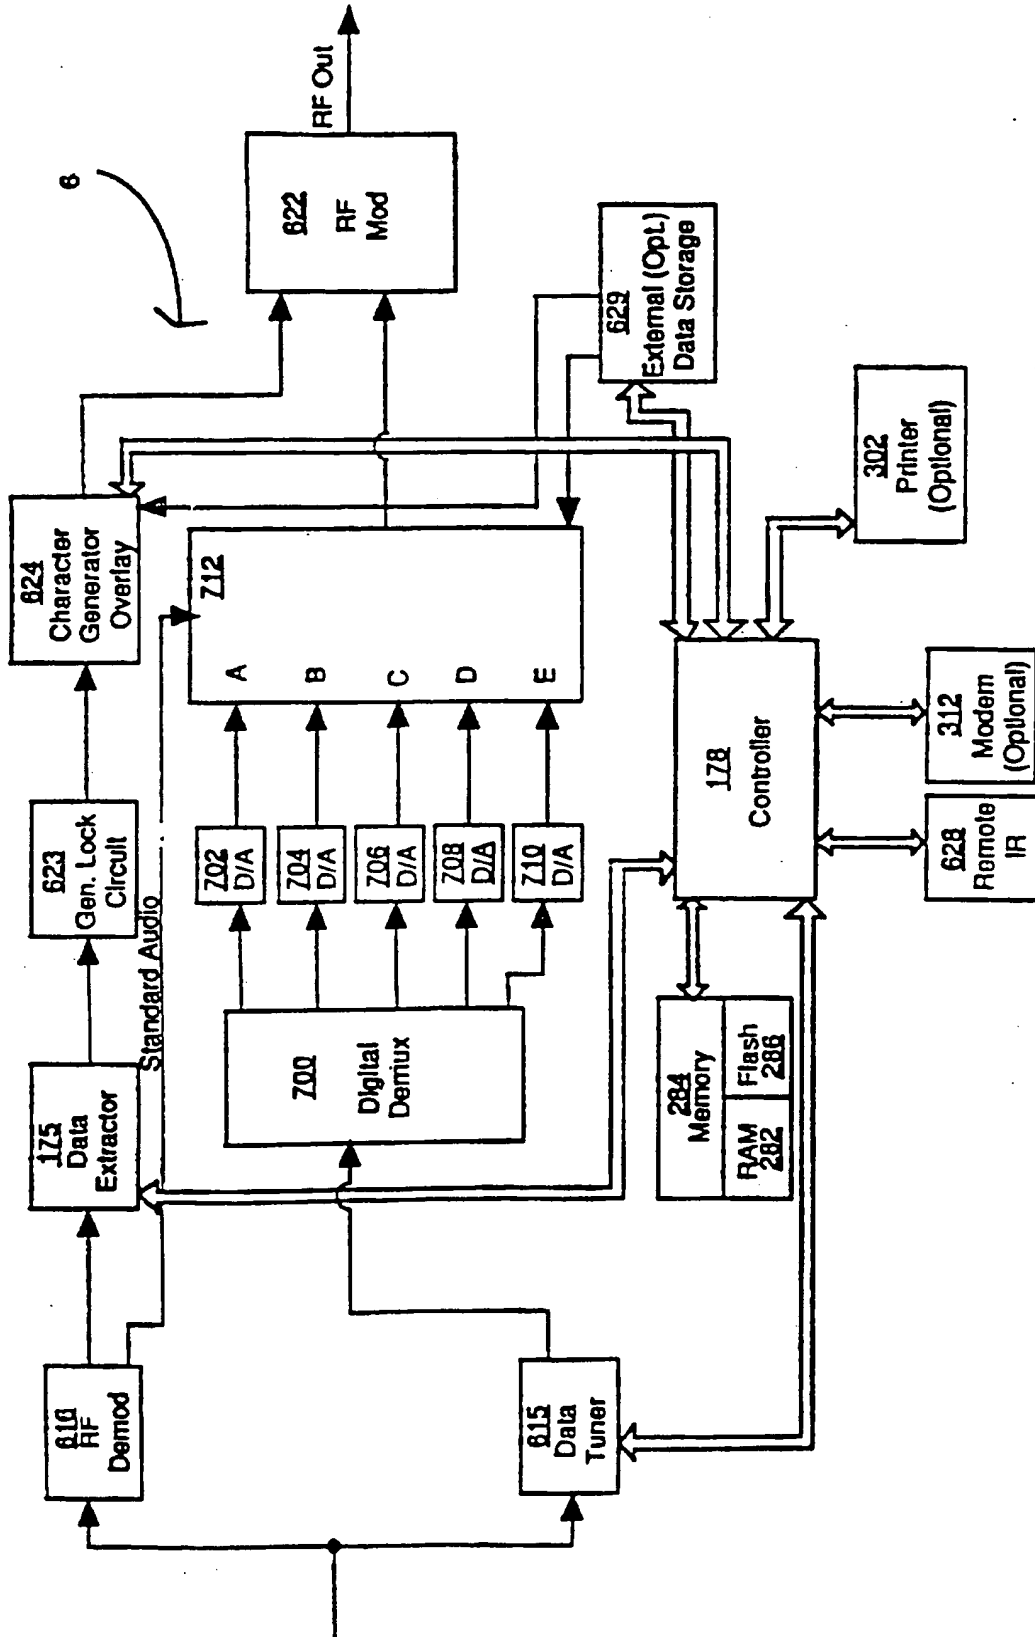 6
RF Out
622
RF
Mod
624
Character
Generator
Overlay
629
External (Opt.)
Data Storage
302
Printer
(Optional)
712
A
B
C
D
E
623
Gen. Lock
Circuit
Standard Audio
702
D/A
704
D/A
706
D/A
708
D/A
710
D/A
178
Controller
312
Modem
(Optional)
628
Remote
IR
175
Data
Extractor
700
Digital
Demux
284
Memory
RAM
282
Flash
286
616
RF
Demod
615
Data
Tuner